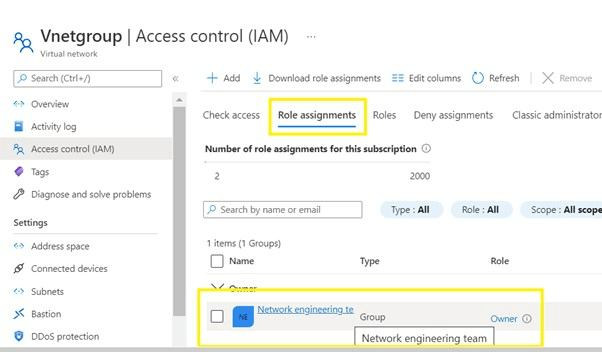 Vnetgroup | Access control (IAM) ...
Virtual network
Search (Ctrl+/)
«
Overview
Activity log
Access control (IAM)
Tags
Diagnose and solve problems
Settings
Address space
Connected devices
Subnets
Bastion
DDoS protection
+ Add
Download role assignments
Edit columns
Refresh
Remove
Check access
Role assignments
Roles
Deny assignments
Classic administrator
Number of role assignments for this subscription
2
2000
Search by name or email
Type : All
Role : All
Scope : All scope
1 items (1 Groups)
Name
Type
Role
Owner
NE
Network engineering te
Group
Owner
Network engineering team